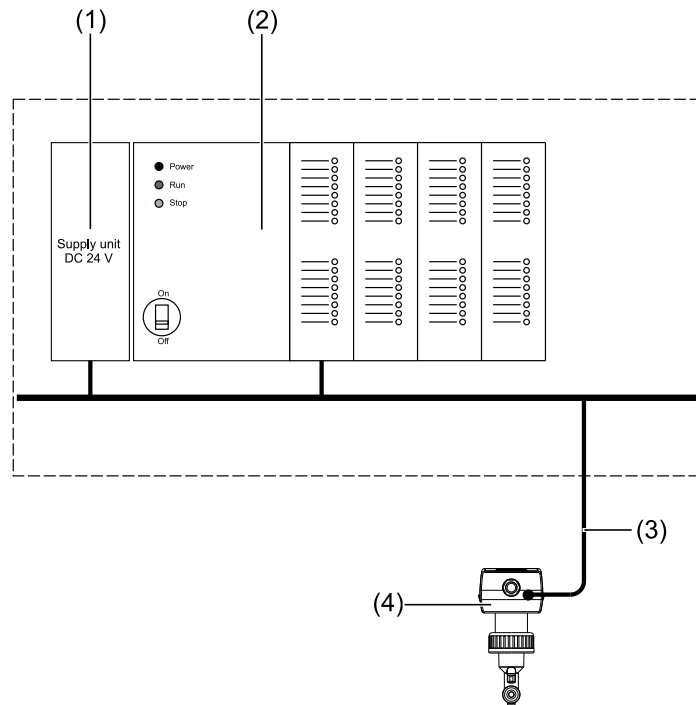 (1)
(2)
Power
Run
Stop
Supply unit
DC 24 V
On
Off
(3)
(4)